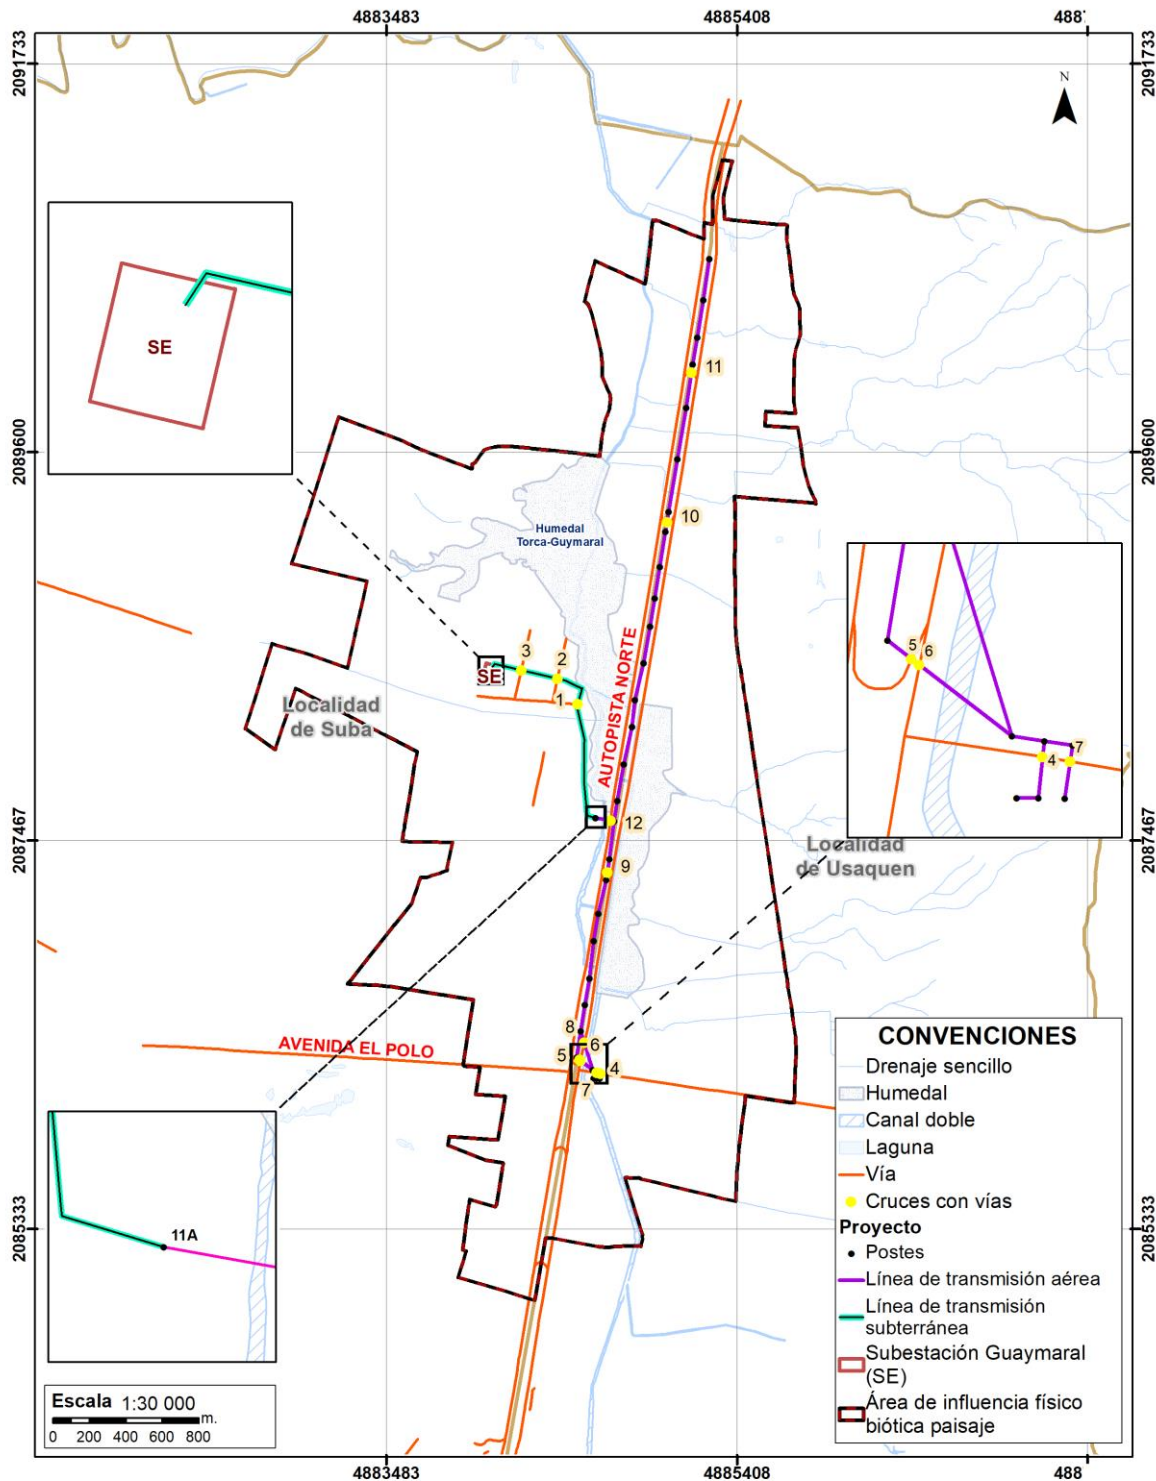 4883483
4885408
488
2091733
2091733
N
SE
11
2089600
2089600
10
Humedal
Torca-Guymaral
5
6
7
4
3
2
SE
1
AUTOPISTA NORTE
Localidad
de Suba
12
2087467
2087467
Localidad
de Usaquen
9
8
6
5
4
7
AVENIDA EL POLO
11A
2085333
2085333
CONVENCIONES
Drenaje sencillo
Humedal
Canal doble
Laguna
Vía
Cruces con vías
Proyecto
Postes
Línea de transmisión aérea
Línea de transmisión
subterránea
Subestación Guaymaral
(SE)
Área de influencia físico
biótica paisaje
Escala 1:30 000
m.
0 200 400 600 800
4883483
4885408
488